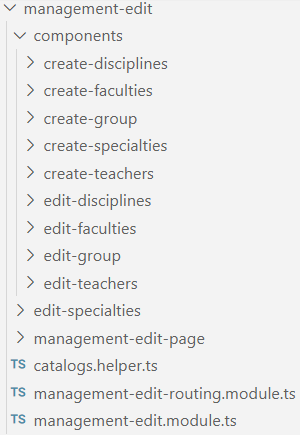 management-edit
components
create-disciplines
create-faculties
create-group
create-specialties
create-teachers
edit-disciplines
edit-faculties
edit-group
edit-teachers
edit-specialties
management-edit-page
TS catalogs.helper.ts
TS management-edit-routing.module.ts
TS management-edit.module.ts